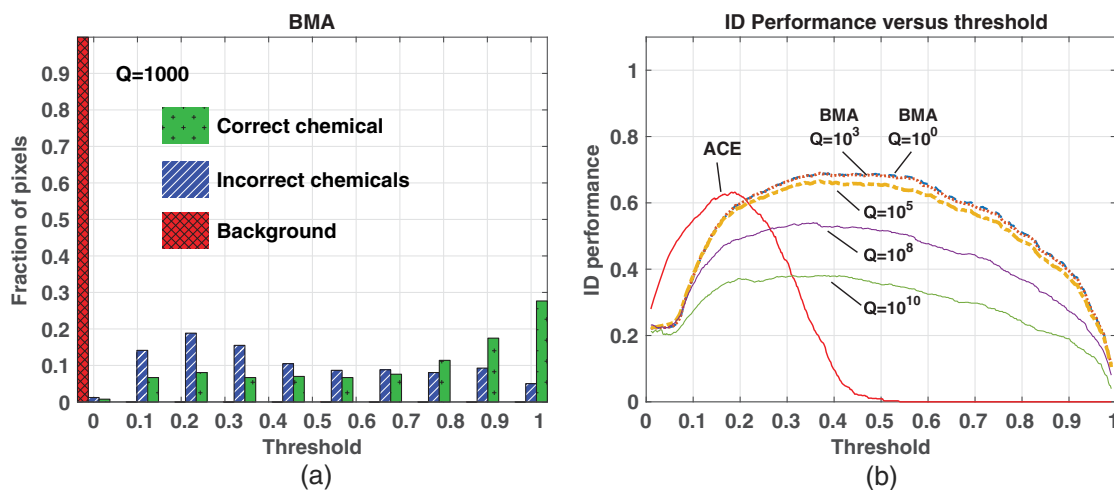 BMA
Fraction of pixels
0.9
0.8
0.7
0.6
0.5
0.4
0.3
0.2
0.1
0
Q=1000
Correct chemical
Incorrect chemicals
Background
0 0.1 0.2 0.3 0.4 0.5 0.6 0.7 0.8 0.9 1
Threshold
(a)
ID Performance versus threshold
ID performance
1
0.8
0.6
0.4
0.2
0
ACE
BMA
Q=10^3
BMA
Q=10^0
Q=10^5
Q=10^8
Q=10^10
0 0.1 0.2 0.3 0.4 0.5 0.6 0.7 0.8 0.9 1
Threshold
(b)